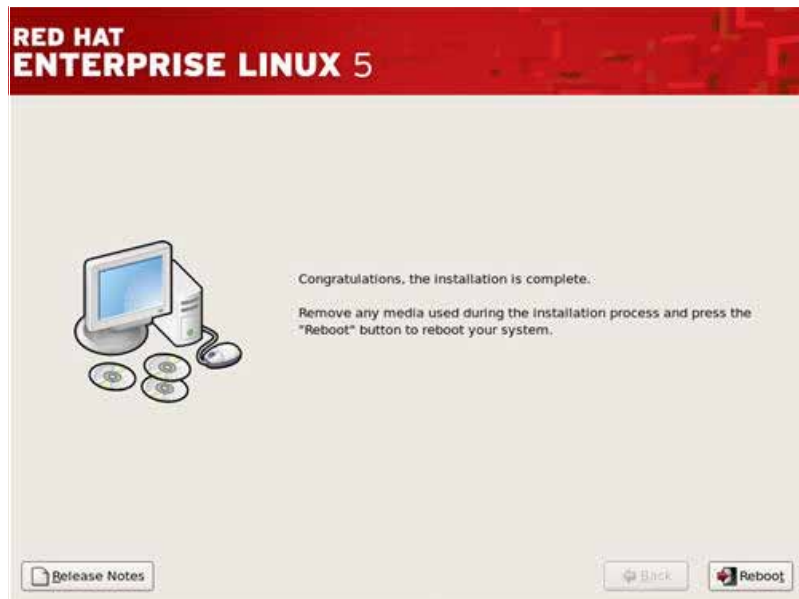 RED HAT
ENTERPRISE LINUX 5
Congratulations, the installation is complete.
Remove any media used during the installation process and press the
"Reboot" button to reboot your system.
Release Notes
Back
Reboot